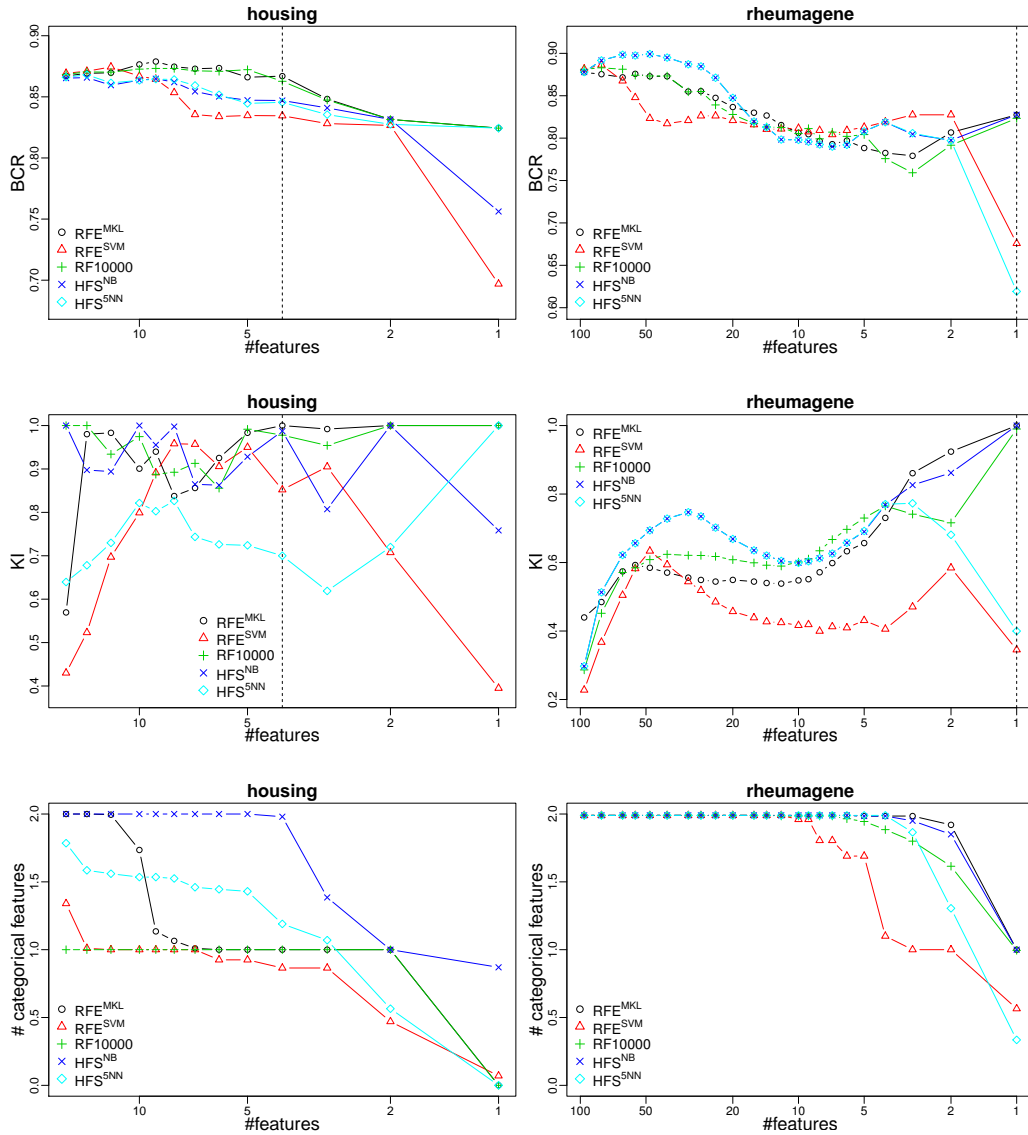 housing
0.90
0.85
0.80
0.75
0.70
BCR
RFE^MKL
RFE^SVM
RF10000
HFS^NB
HFS^5NN
10
5
2
1
#features
rheumagene
0.90
0.85
0.80
0.75
0.70
0.65
0.60
BCR
RFE^MKL
RFE^SVM
RF10000
HFS^NB
HFS^5NN
100
50
20
10
5
2
1
#features
housing
1.0
0.9
0.8
0.7
0.6
0.5
0.4
KI
RFE^MKL
RFE^SVM
RF10000
HFS^NB
HFS^5NN
10
5
2
1
#features
rheumagene
1.0
0.8
0.6
0.4
0.2
KI
RFE^MKL
RFE^SVM
RF10000
HFS^NB
HFS^5NN
100
50
20
10
5
2
1
#features
housing
2.0
1.5
1.0
0.5
0.0
# categorical features
RFE^MKL
RFE^SVM
RF10000
HFS^NB
HFS^5NN
10
5
2
1
#features
rheumagene
2.0
1.5
1.0
0.5
0.0
# categorical features
RFE^MKL
RFE^SVM
RF10000
HFS^NB
HFS^5NN
100
50
20
10
5
2
1
#features